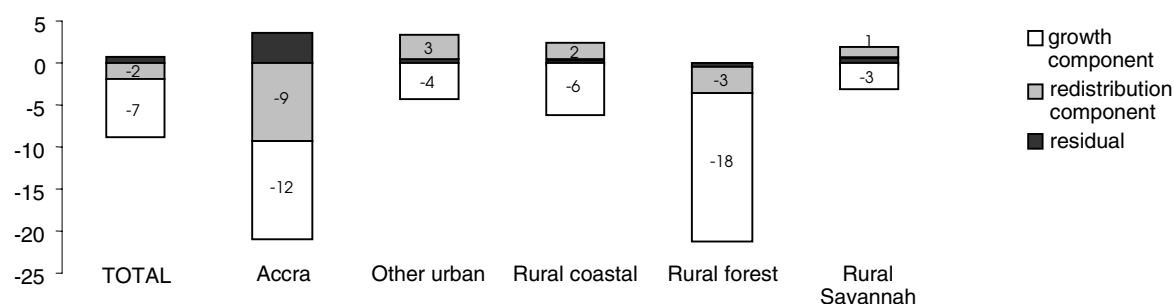 5
0
-5
-10
-15
-20
-25
-2
-7
-9
-12
3
-4
2
-6
-3
-18
1
-3
TOTAL
Accra
Other urban
Rural coastal
Rural forest
Rural
Savannah
growth
component
redistribution
component
residual